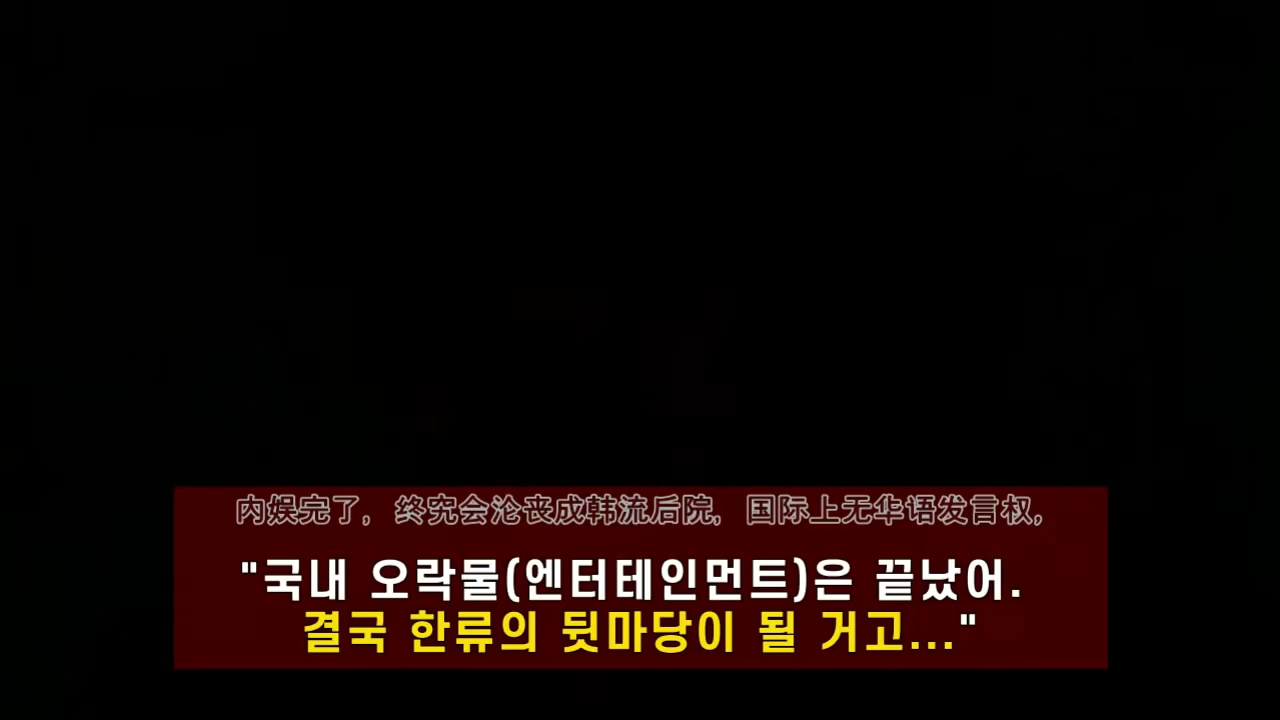 内娱完了，终究会沦丧成韩流后院，国际上无华语发言权，
"국내 오락물(엔터테인먼트)은 끝났어.
결국 한류의 뒷마당이 될 거고..."